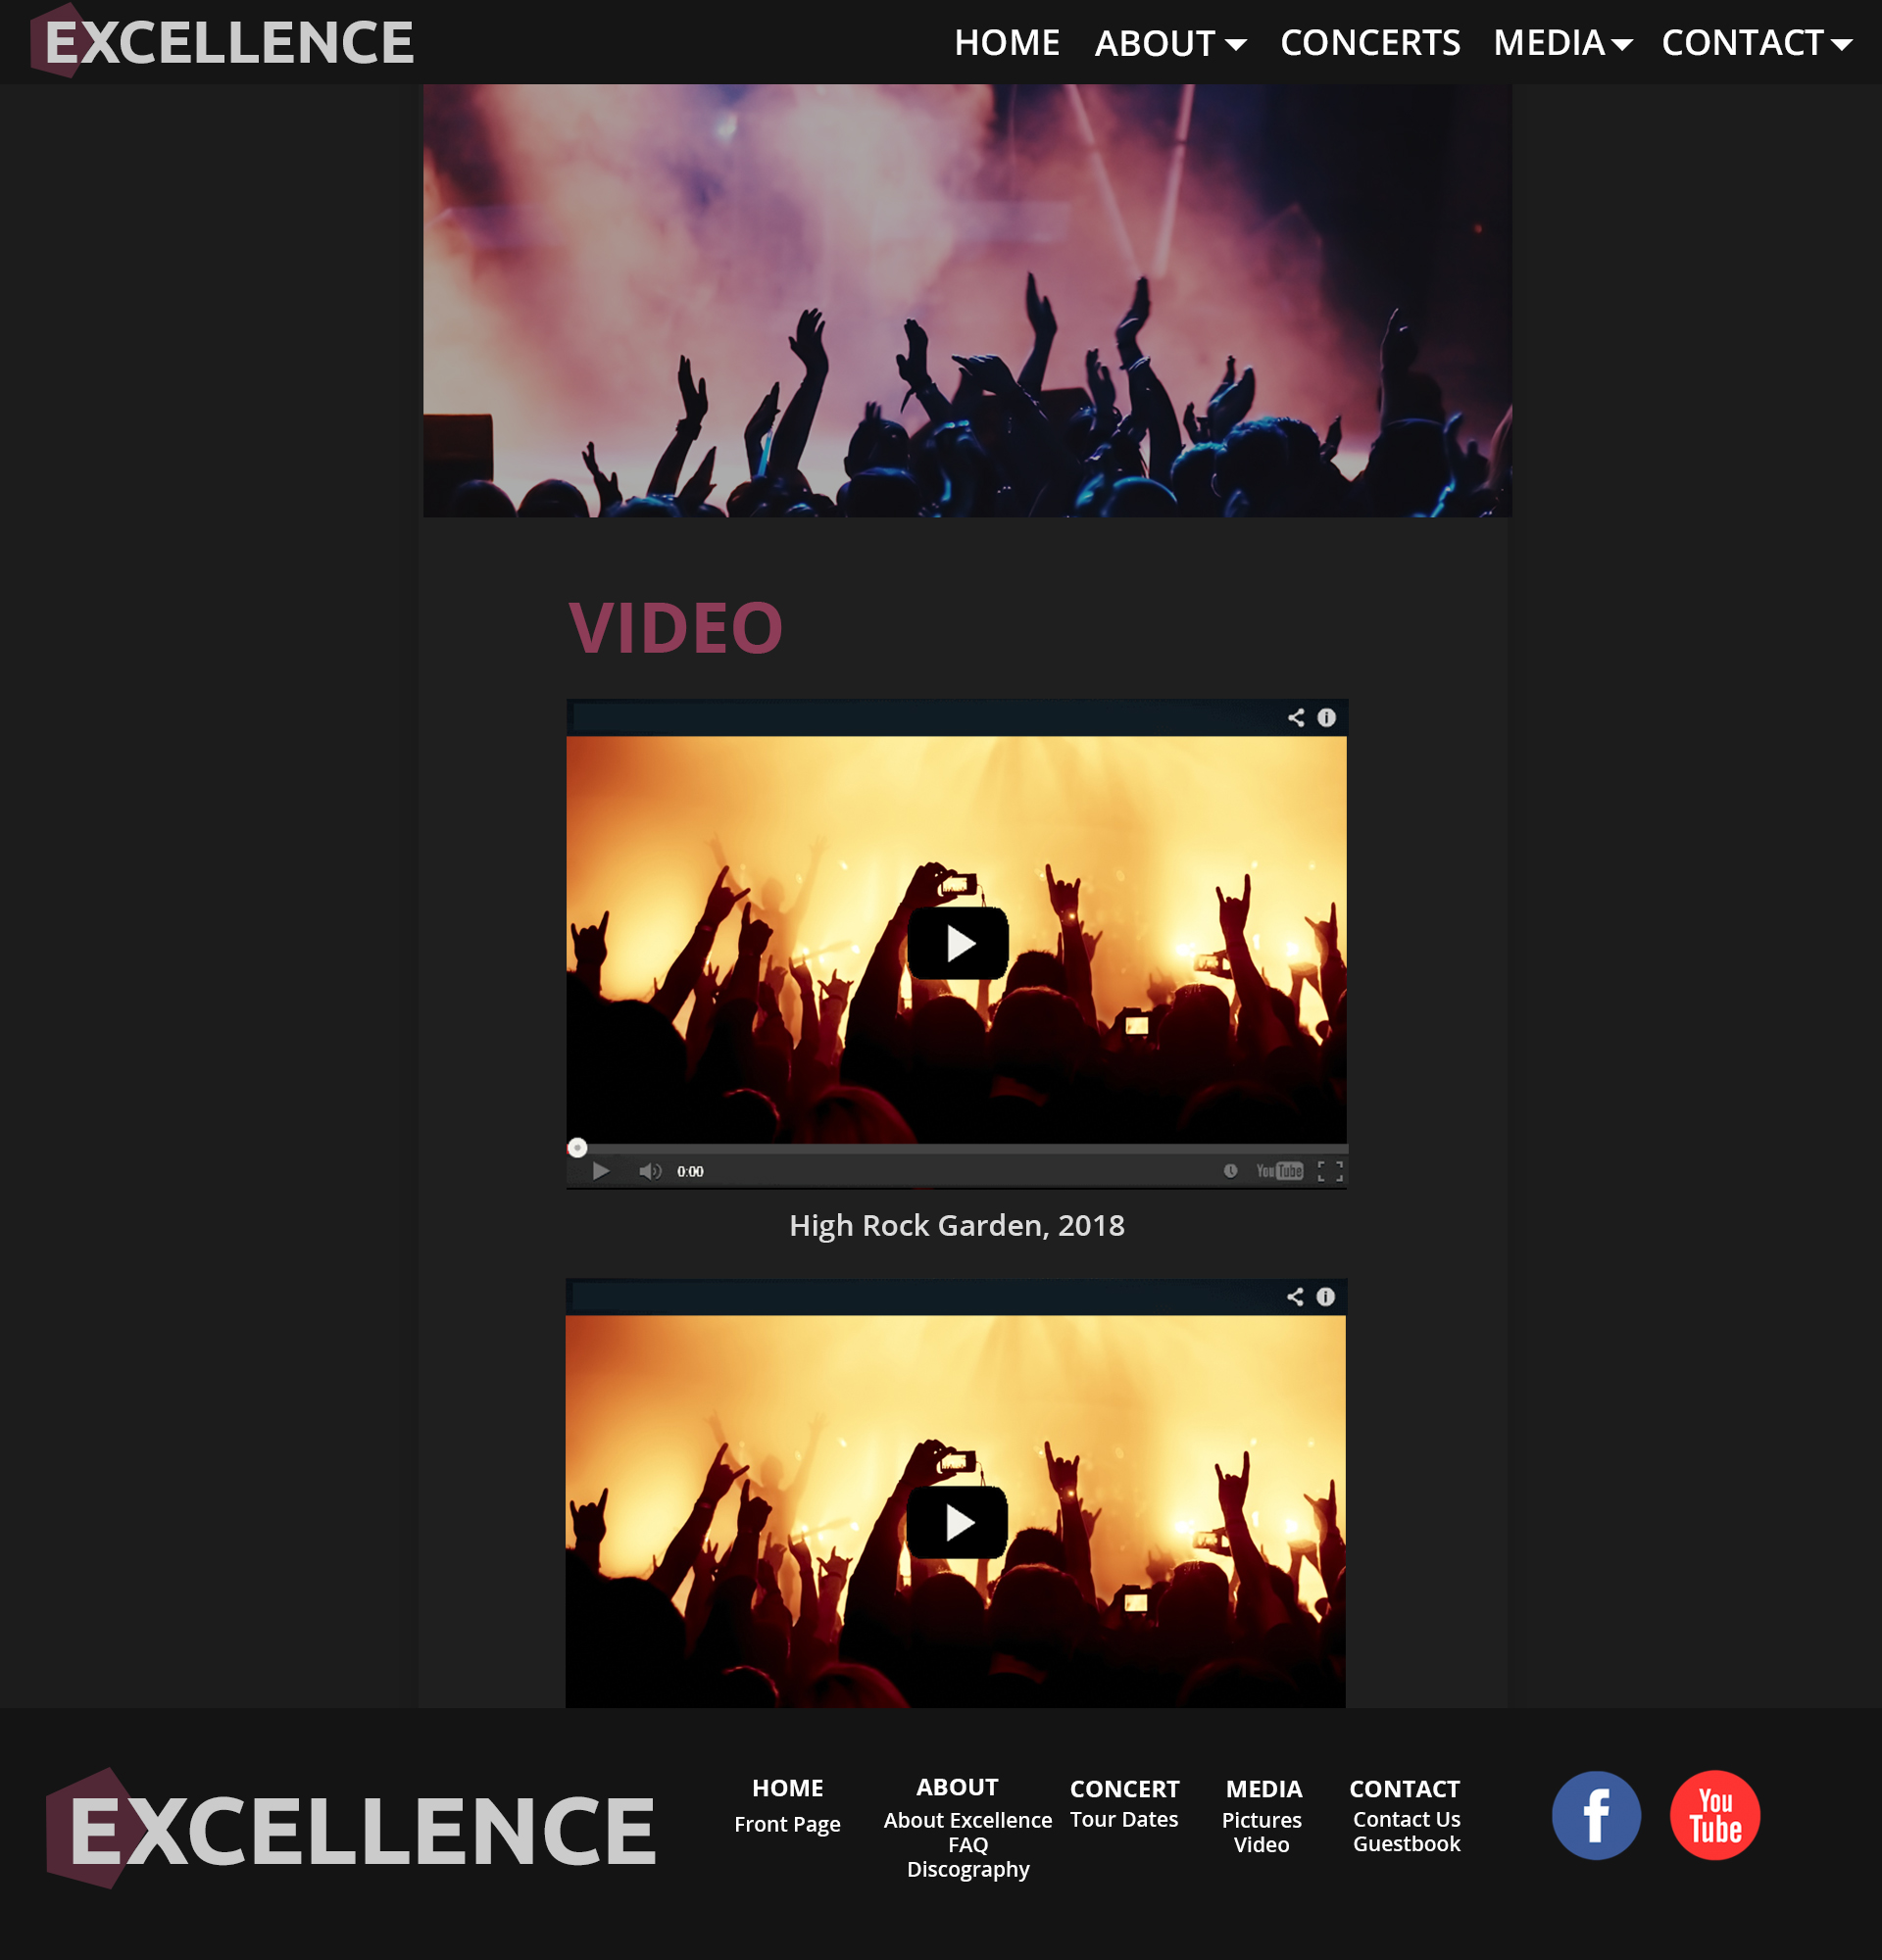 EXCELLENCE
HOME ABOUT CONCERTS MEDIA CONTACT
VIDEO
0:00
YouTube
High Rock Garden, 2018
EXCELLENCE
HOME ABOUT CONCERT MEDIA CONTACT
Front Page About Excellence Tour Dates Pictures Contact Us
FAQ Video Guestbook
Discography
f
You
Tube